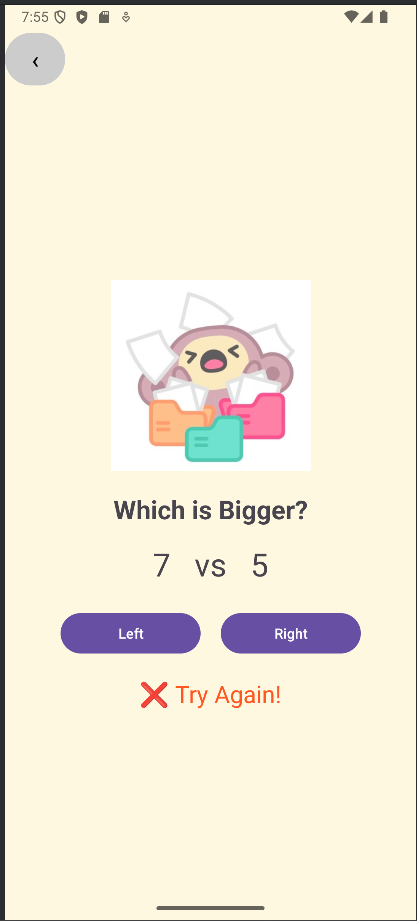 7:55
‹
Which is Bigger?
7 vs 5
Left Right
❌ Try Again!